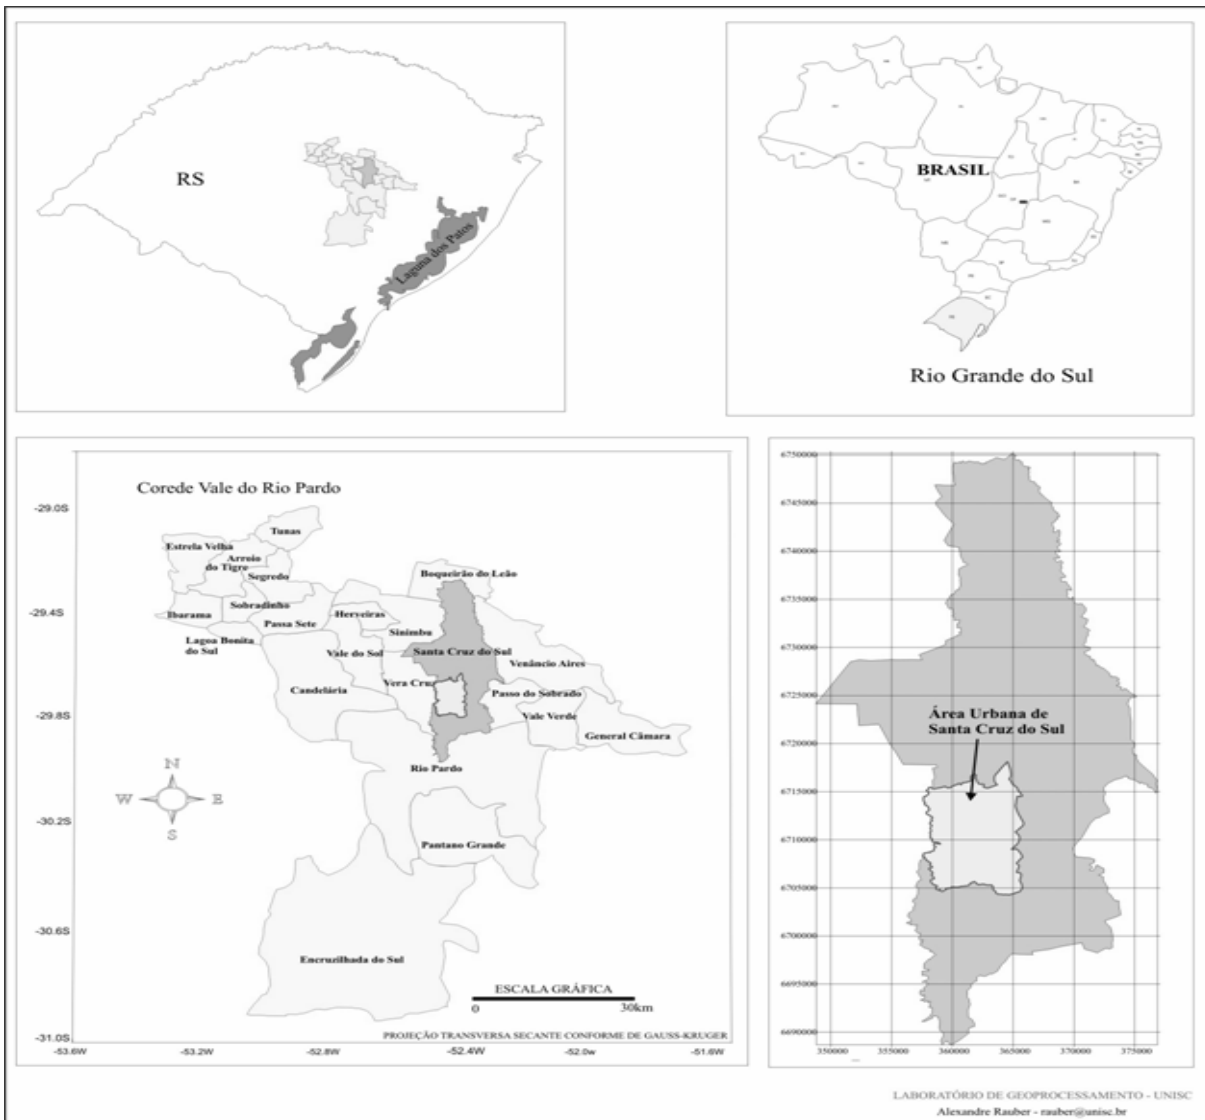 RS
Laguna dos Patos
BRASIL
Rio Grande do Sul
Corede Vale do Rio Pardo
-29.0S
-29.4S
-29.8S
-30.2S
-30.6S
-31.0S
-53.6W
-53.2W
-52.8W
-52.4W
-52.0w
-51.6W
Tunas
Estrela Velha
Arroio
do Tigre
Segredo
Boqueirão do Leão
Ibarama
Sobradinho
Herveiras
Passa Sete
Sinimbu
Lagoa Bonita
do Sul
Vale do Sol
Santa Cruz do Sul
Venâncio Aires
Candelária
Vera Cruz
Passo do Sobrado
Vale Verde
General Câmara
Rio Pardo
N
W
E
S
Pantano Grande
Encruzilhada do Sul
ESCALA GRÁFICA
0
30km
PROJEÇÃO TRANSVERSA SECANTE CONFORME DE GAUSS-KRUGER
6750000
6745000
6740000
6735000
6730000
6725000
6720000
6715000
6710000
6705000
6700000
6695000
6690000
350000
355000
360000
365000
370000
375000
Área Urbana de
Santa Cruz do Sul
LABORATÓRIO DE GEOPROCESSAMENTO - UNISC
Alexandre Rauber - rauber@unisc.br